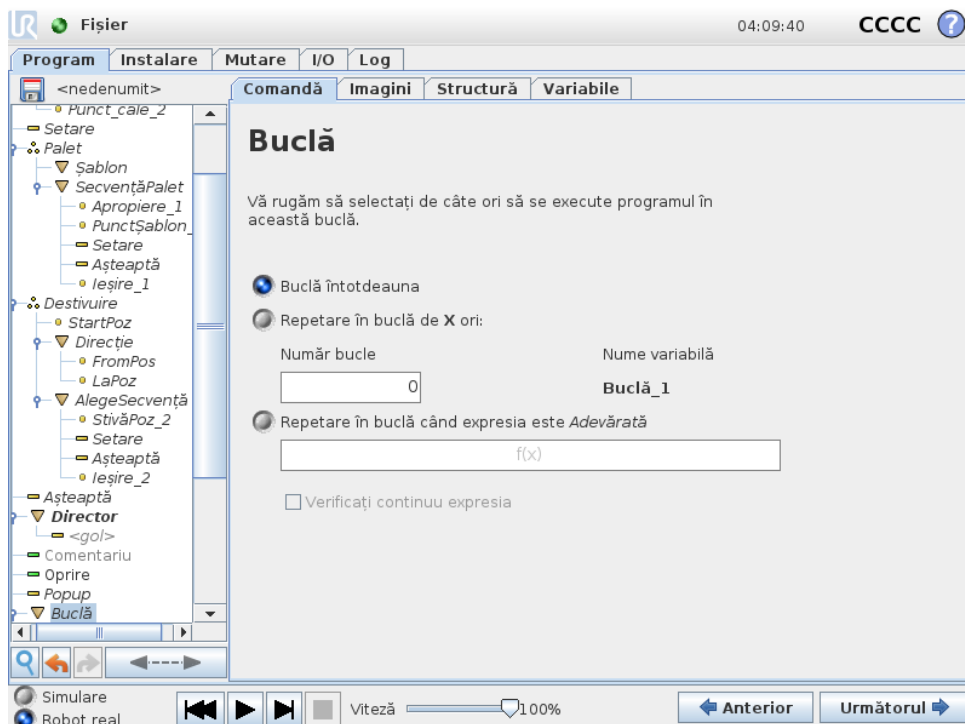 UR Fișier 04:09:40 CCCC ?
Program Instalare Mutare I/O Log
<nedenumit>
Comandă Imagini Structură Variabile
Punct_cale_2
Setare
Palet
Șablon
SecvențăPalet
Apropiere_1
PunctȘablon_
Setare
Așteaptă
Ieșire_1
Destivuire
StartPoz
Direcție
FromPos
LaPoz
AlegeSecvență
StivăPoz_2
Setare
Așteaptă
Ieșire_2
Așteaptă
Director
<gol>
Comentariu
Oprire
Popup
Buclă
Buclă
Vă rugăm să selectați de câte ori să se execute programul în
această buclă.
Buclă întotdeauna
Repetare în buclă de X ori:
Număr bucle Nume variabilă
0 Buclă_1
Repetare în buclă când expresia este Adevărată
f(x)
Verificați continuu expresia
Simulare
Robot real
Viteză 100%
Anterior Următorul